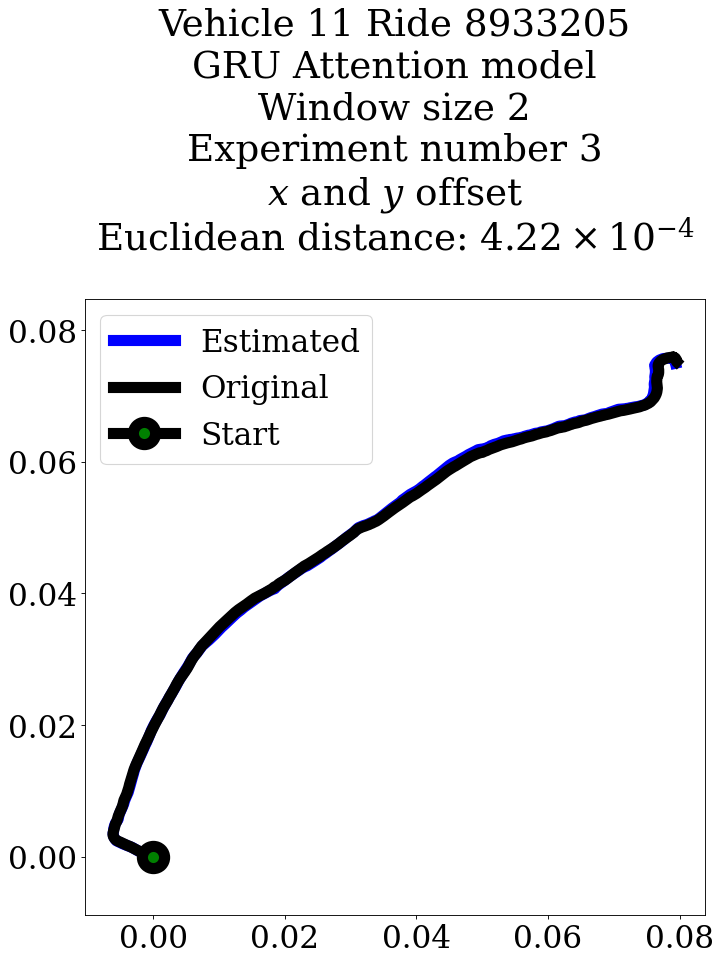 Vehicle 11 Ride 8933205
GRU Attention model
Window size 2
Experiment number 3
x and y offset
Euclidean distance: 4.22 × 10⁻⁴
Estimated
Original
Start
0.08
0.06
0.04
0.02
0.00
0.00 0.02 0.04 0.06 0.08